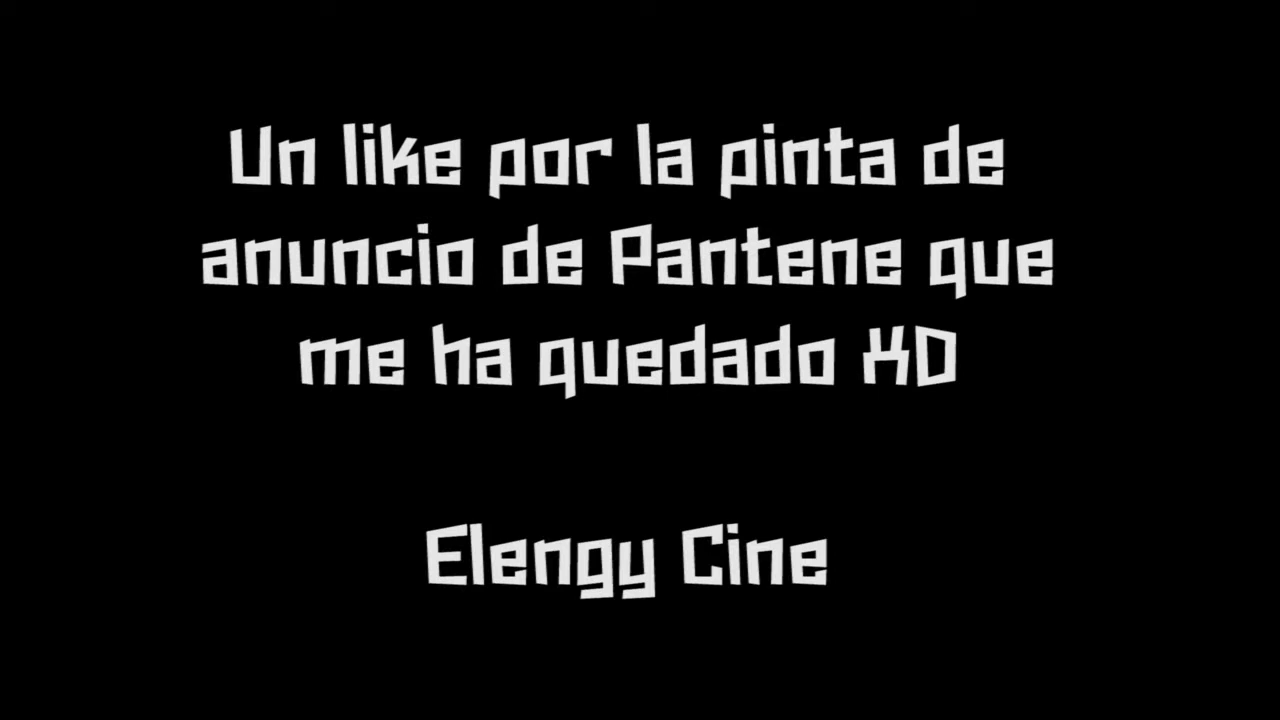 Un like por la pinta de
anuncio de Pantene que
me ha quedado XD
Elengy Cine